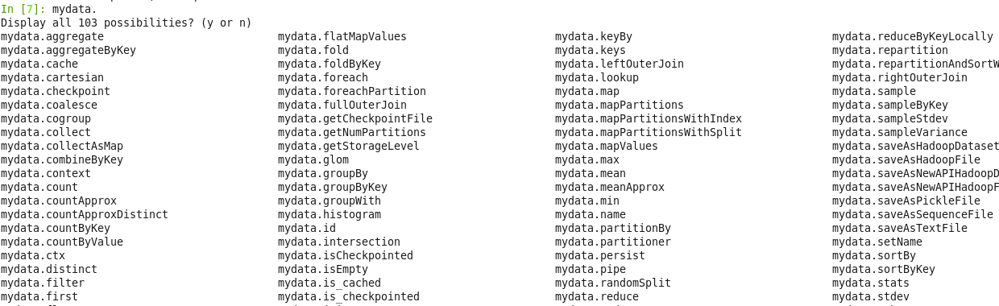 In [7]: mydata.
Display all 103 possibilities? (y or n)
mydata.aggregate mydata.flatMapValues mydata.keyBy mydata.reduceByKeyLocally
mydata.aggregateByKey mydata.fold mydata.keys mydata.repartition
mydata.cache mydata.foldByKey mydata.leftOuterJoin mydata.repartitionAndSortW
mydata.cartesian mydata.foreach mydata.lookup mydata.rightOuterJoin
mydata.checkpoint mydata.foreachPartition mydata.map mydata.sample
mydata.coalesce mydata.fullOuterJoin mydata.mapPartitions mydata.sampleByKey
mydata.cogroup mydata.getCheckpointFile mydata.mapPartitionsWithIndex mydata.sampleStdev
mydata.collect mydata.getNumPartitions mydata.mapPartitionsWithSplit mydata.sampleVariance
mydata.collectAsMap mydata.getStorageLevel mydata.mapValues mydata.saveAsHadoopDataset
mydata.combineByKey mydata.glom mydata.max mydata.saveAsHadoopFile
mydata.context mydata.groupBy mydata.mean mydata.saveAsNewAPIHadoopD
mydata.count mydata.groupByKey mydata.meanApprox mydata.saveAsNewAPIHadoopF
mydata.countApprox mydata.groupWith mydata.min mydata.saveAsPickleFile
mydata.countApproxDistinct mydata.histogram mydata.name mydata.saveAsSequenceFile
mydata.countByKey mydata.id mydata.partitionBy mydata.saveAsTextFile
mydata.countByValue mydata.intersection mydata.partitioner mydata.setName
mydata.ctx mydata.isCheckpointed mydata.persist mydata.sortBy
mydata.distinct mydata.isEmpty mydata.pipe mydata.sortByKey
mydata.filter mydata.is_cached mydata.randomSplit mydata.stats
mydata.first mydata.is_checkpointed mydata.reduce mydata.stdev